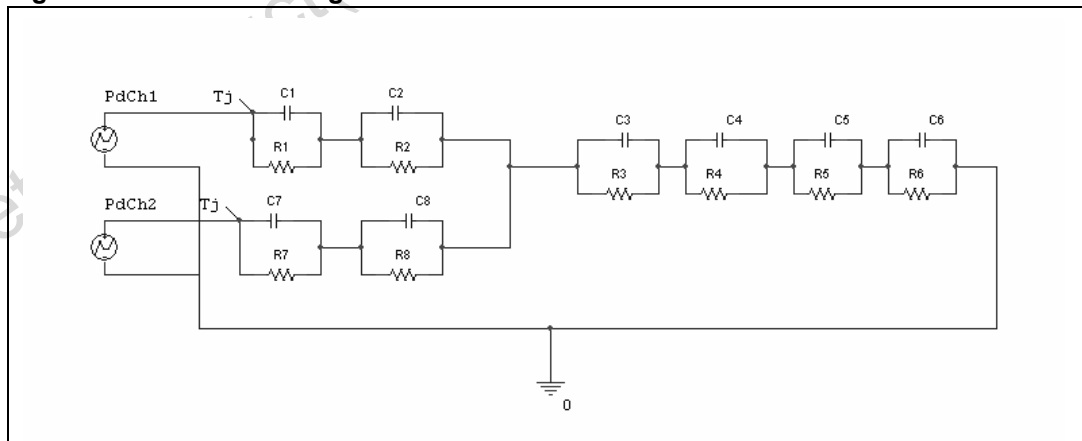 C1 C2
PdCh1 Tj
C3 C4 C5 C6
R1 R2
R3 R4 R5 R6
PdCh2 Tj C7 C8
R7 R8
0